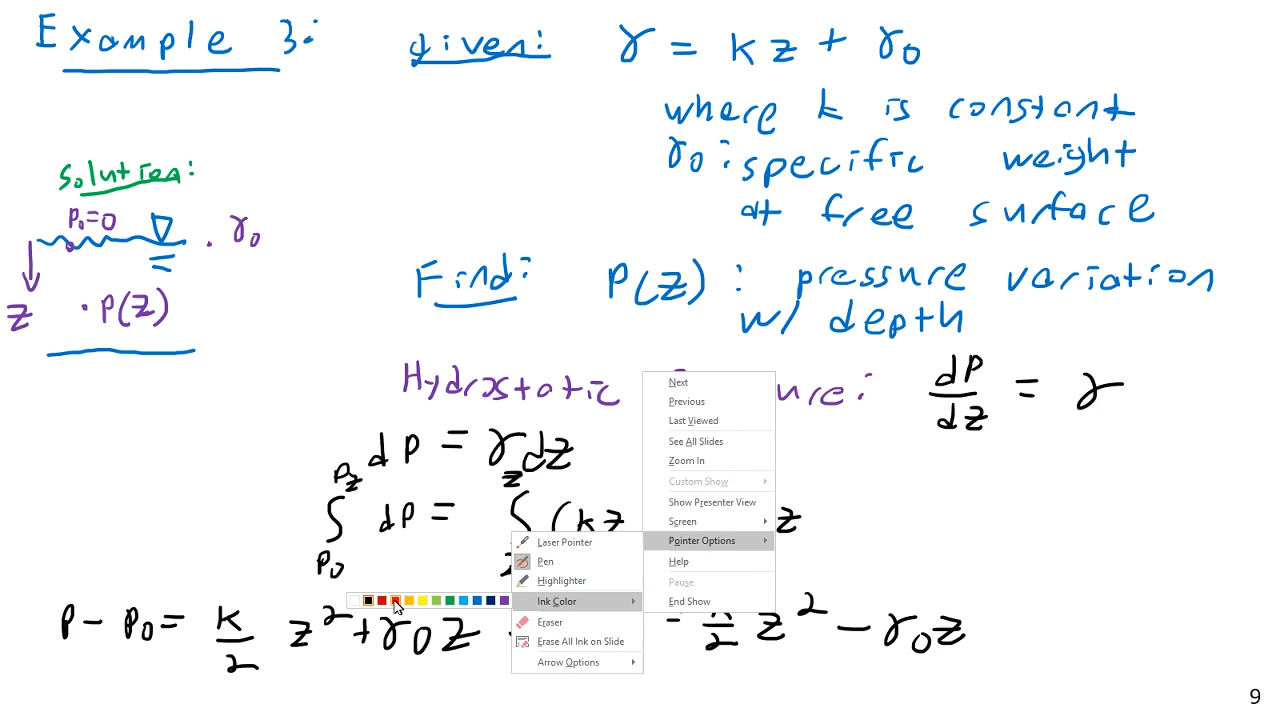 Example 3: given: γ = kz + γ0
where k is constant
γ0: specific weight
at free surface
Solution:
P0=0
γ0
z
P(z)
Find: P(z): pressure variation
w/ depth
Hydrostatic ure: dP/dz = γ
dP = γdz
∫ dP = ∫ (kz z
Pz z
P0
P - P0 = k/2 z² + γ0z - k/2 z² - γ0z
Next
Previous
Last Viewed
See All Slides
Zoom In
Custom Show
Show Presenter View
Screen
Pointer Options
Help
Pause
End Show
Laser Pointer
Pen
Highlighter
Ink Color
Eraser
Erase All Ink on Slide
Arrow Options
9